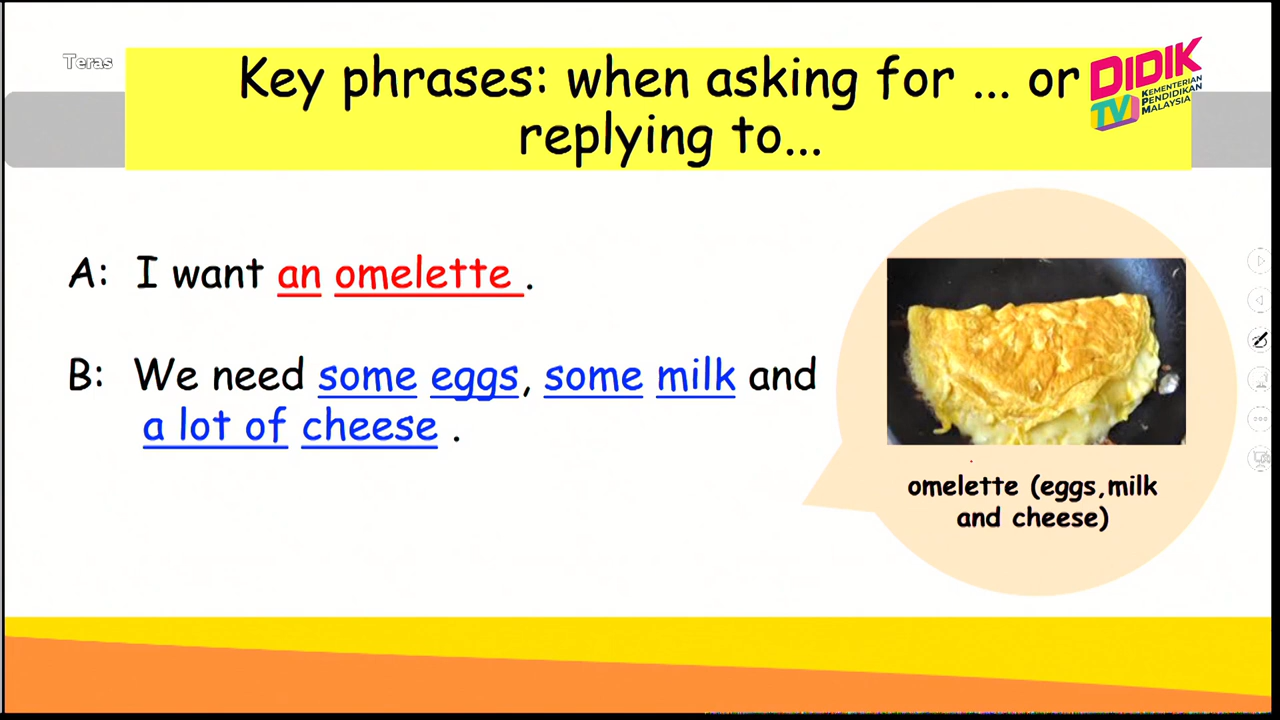 Teras
Key phrases: when asking for ... or
replying to...
DIDIK
TV
KEMENTERIAN
PENDIDIKAN
MALAYSIA
A: I want an omelette .
B: We need some eggs, some milk and
a lot of cheese .
omelette (eggs,milk
and cheese)